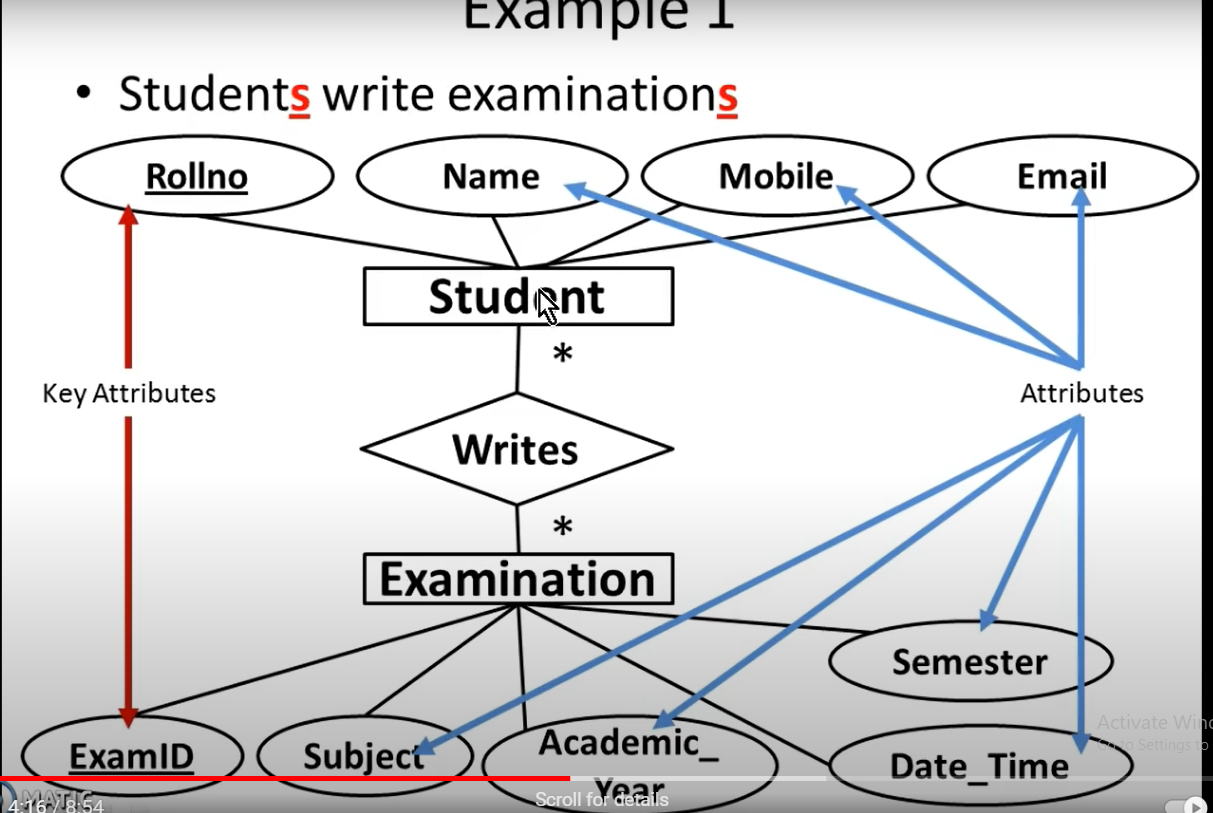 Example 1
• Students write examinations
Rollno
Name
Mobile
Email
Student
*
Key Attributes
Attributes
Writes
*
Examination
Semester
ExamID
Subject
Academic_
Year
Date_Time
Activate Wind
Go to Settings to
MATIC
4:16 / 8:54
Scroll for details